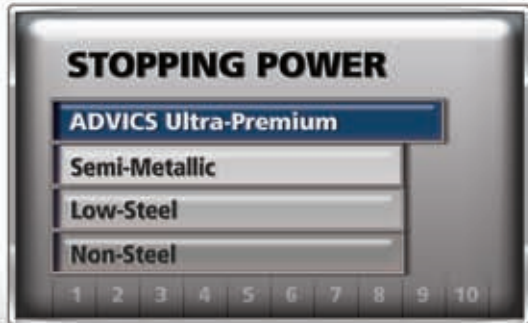 STOPPING POWER
ADVICS Ultra-Premium
Semi-Metallic
Low-Steel
Non-Steel
1 2 3 4 5 6 7 8 9 10